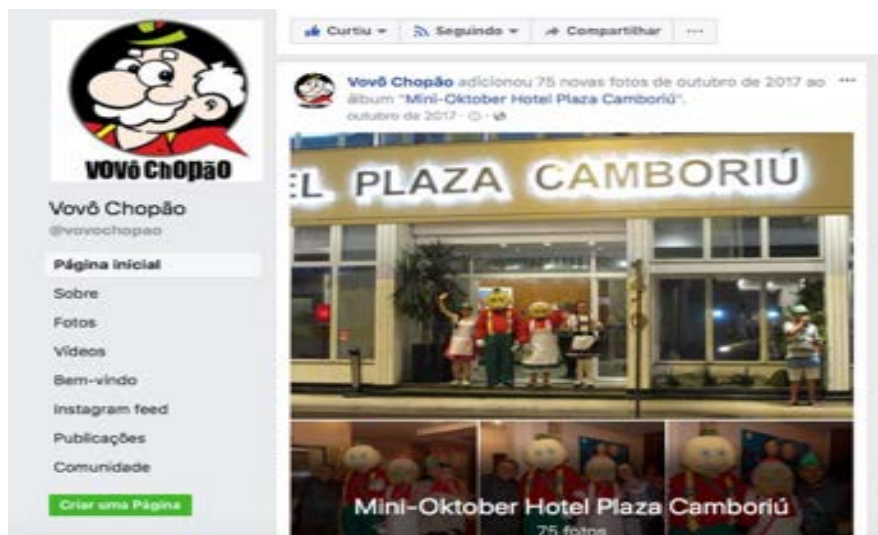 VOVÔ CHOPÃO
Vovô Chopão
@vovochopao
Página inicial
Sobre
Fotos
Vídeos
Bem-vindo
Instagram feed
Publicações
Comunidade
Criar uma Página
Curtiu
Seguindo
Compartilhar
Vovô Chopão adicionou 75 novas fotos de outubro de 2017 ao
álbum "Mini-Oktober Hotel Plaza Camboriú".
outubro de 2017
EL PLAZA CAMBORIÚ
Mini-Oktober Hotel Plaza Camboriú
75 fotos